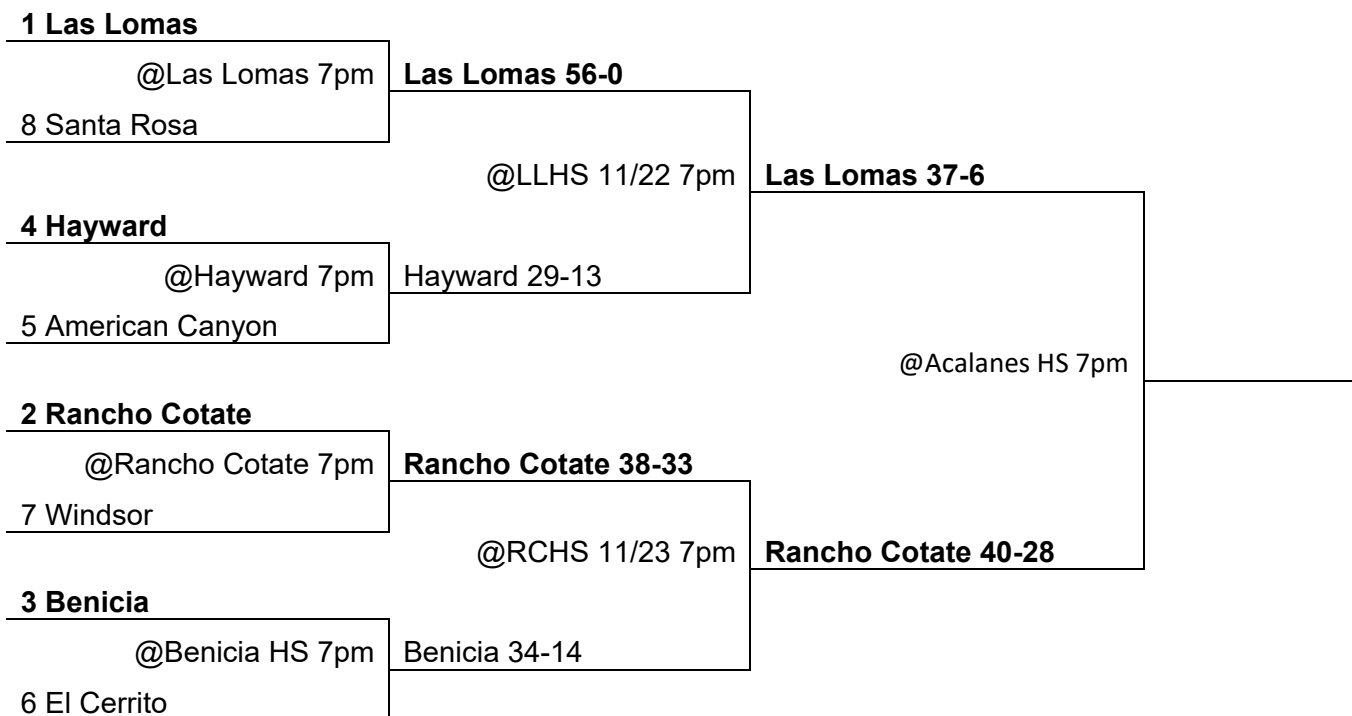 1 Las Lomas
@Las Lomas 7pm
Las Lomas 56-0
8 Santa Rosa
@LLHS 11/22 7pm
Las Lomas 37-6
4 Hayward
@Hayward 7pm
Hayward 29-13
5 American Canyon
@Acalanes HS 7pm
2 Rancho Cotate
@Rancho Cotate 7pm
Rancho Cotate 38-33
7 Windsor
@RCHS 11/23 7pm
Rancho Cotate 40-28
3 Benicia
@Benicia HS 7pm
Benicia 34-14
6 El Cerrito